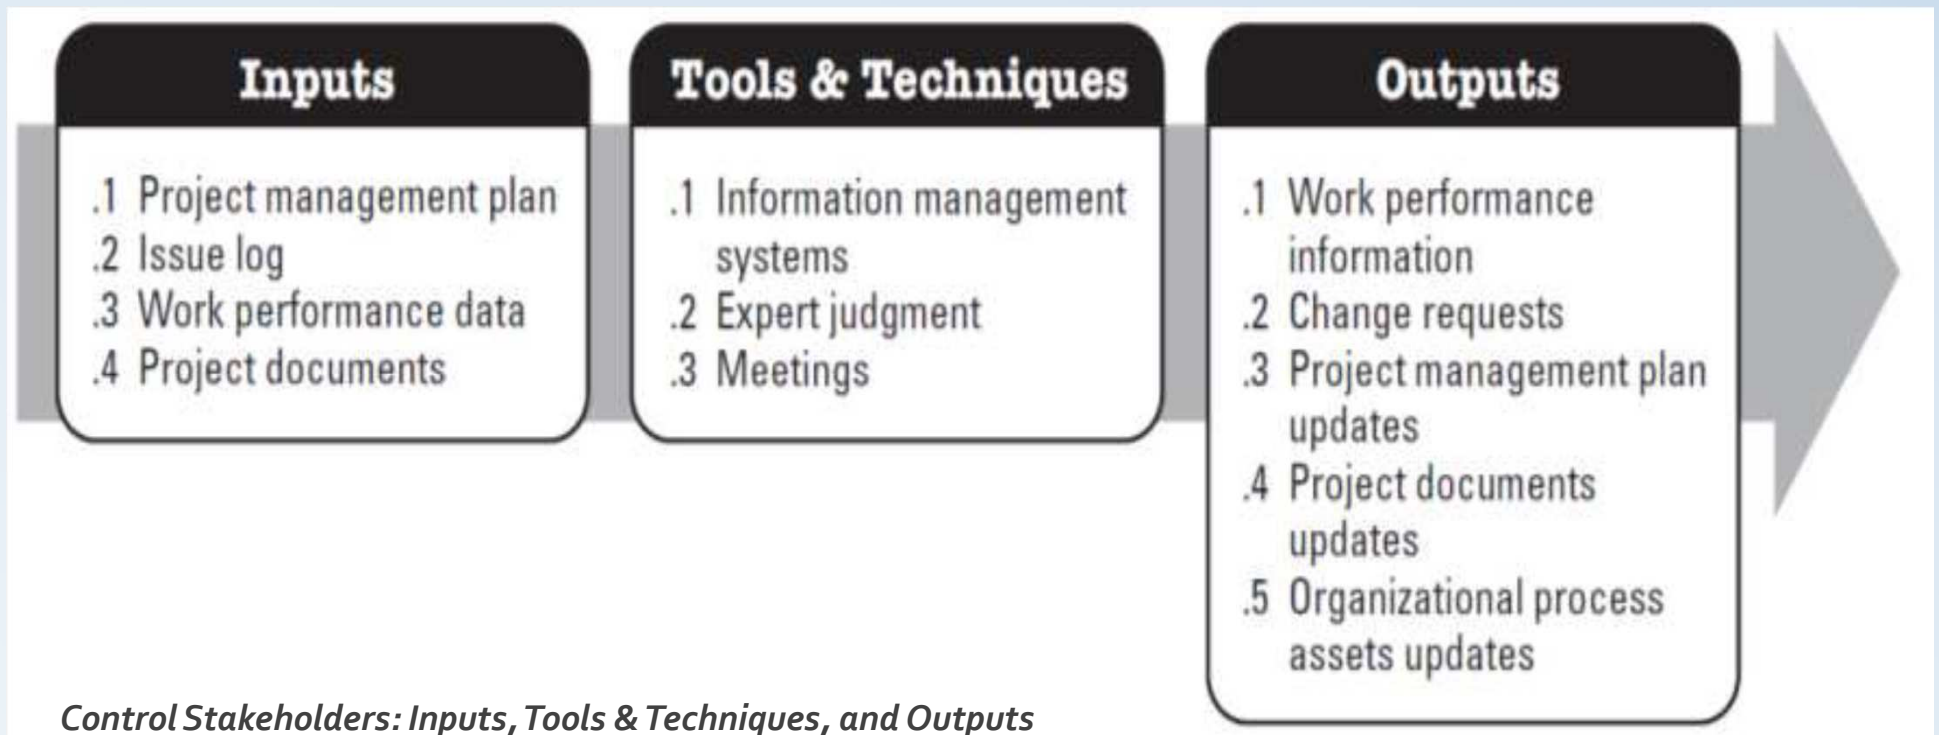 Inputs
.1 Project management plan
.2 Issue log
.3 Work performance data
.4 Project documents
Tools & Techniques
.1 Information management
systems
.2 Expert judgment
.3 Meetings
Outputs
.1 Work performance
information
.2 Change requests
.3 Project management plan
updates
.4 Project documents
updates
.5 Organizational process
assets updates
Control Stakeholders: Inputs, Tools & Techniques, and Outputs